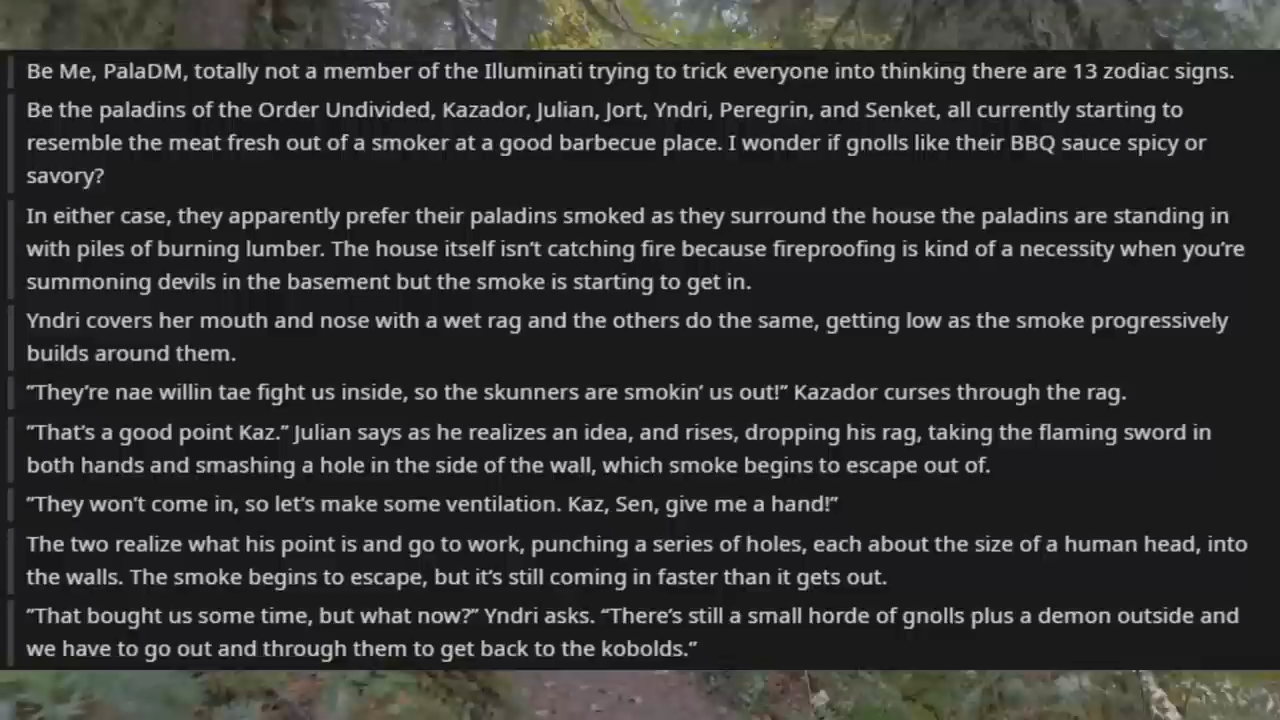 Be Me, PalaDM, totally not a member of the Illuminati trying to trick everyone into thinking there are 13 zodiac signs.
Be the paladins of the Order Undivided, Kazador, Julian, Jort, Yndri, Peregrin, and Senket, all currently starting to
resemble the meat fresh out of a smoker at a good barbecue place. I wonder if gnolls like their BBQ sauce spicy or
savory?
In either case, they apparently prefer their paladins smoked as they surround the house the paladins are standing in
with piles of burning lumber. The house itself isn’t catching fire because fireproofing is kind of a necessity when you’re
summoning devils in the basement but the smoke is starting to get in.
Yndri covers her mouth and nose with a wet rag and the others do the same, getting low as the smoke progressively
builds around them.
“They’re nae willin tae fight us inside, so the skunners are smokin’ us out!” Kazador curses through the rag.
“That’s a good point Kaz.” Julian says as he realizes an idea, and rises, dropping his rag, taking the flaming sword in
both hands and smashing a hole in the side of the wall, which smoke begins to escape out of.
“They won’t come in, so let’s make some ventilation. Kaz, Sen, give me a hand!”
The two realize what his point is and go to work, punching a series of holes, each about the size of a human head, into
the walls. The smoke begins to escape, but it’s still coming in faster than it gets out.
“That bought us some time, but what now?” Yndri asks. “There’s still a small horde of gnolls plus a demon outside and
we have to go out and through them to get back to the kobolds.”